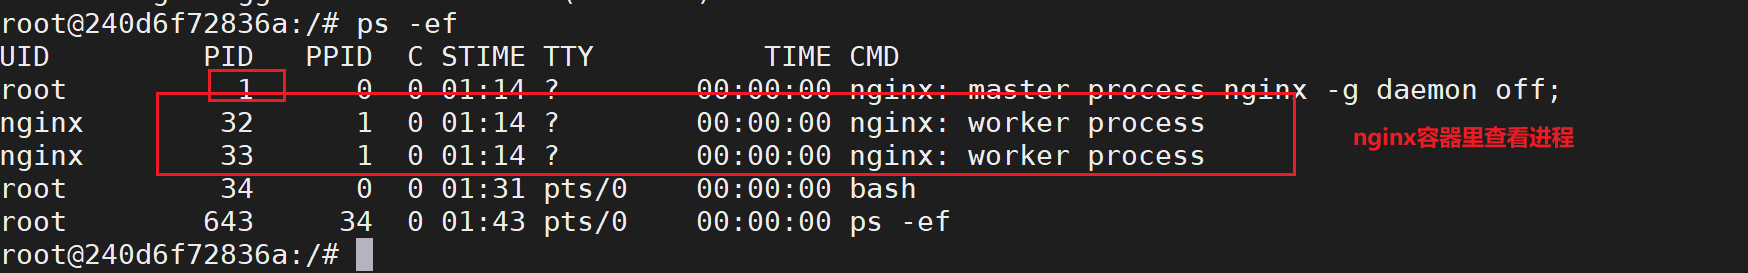 root@240d6f72836a:/# ps -ef
UID         PID   PPID  C STIME TTY          TIME CMD
root          1      0  0 01:14 ?        00:00:00 nginx: master process nginx -g daemon off;
nginx        32      1  0 01:14 ?        00:00:00 nginx: worker process
nginx        33      1  0 01:14 ?        00:00:00 nginx: worker process
nginx容器里查看进程
root         34      0  0 01:31 pts/0    00:00:00 bash
root        643     34  0 01:43 pts/0    00:00:00 ps -ef
root@240d6f72836a:/#